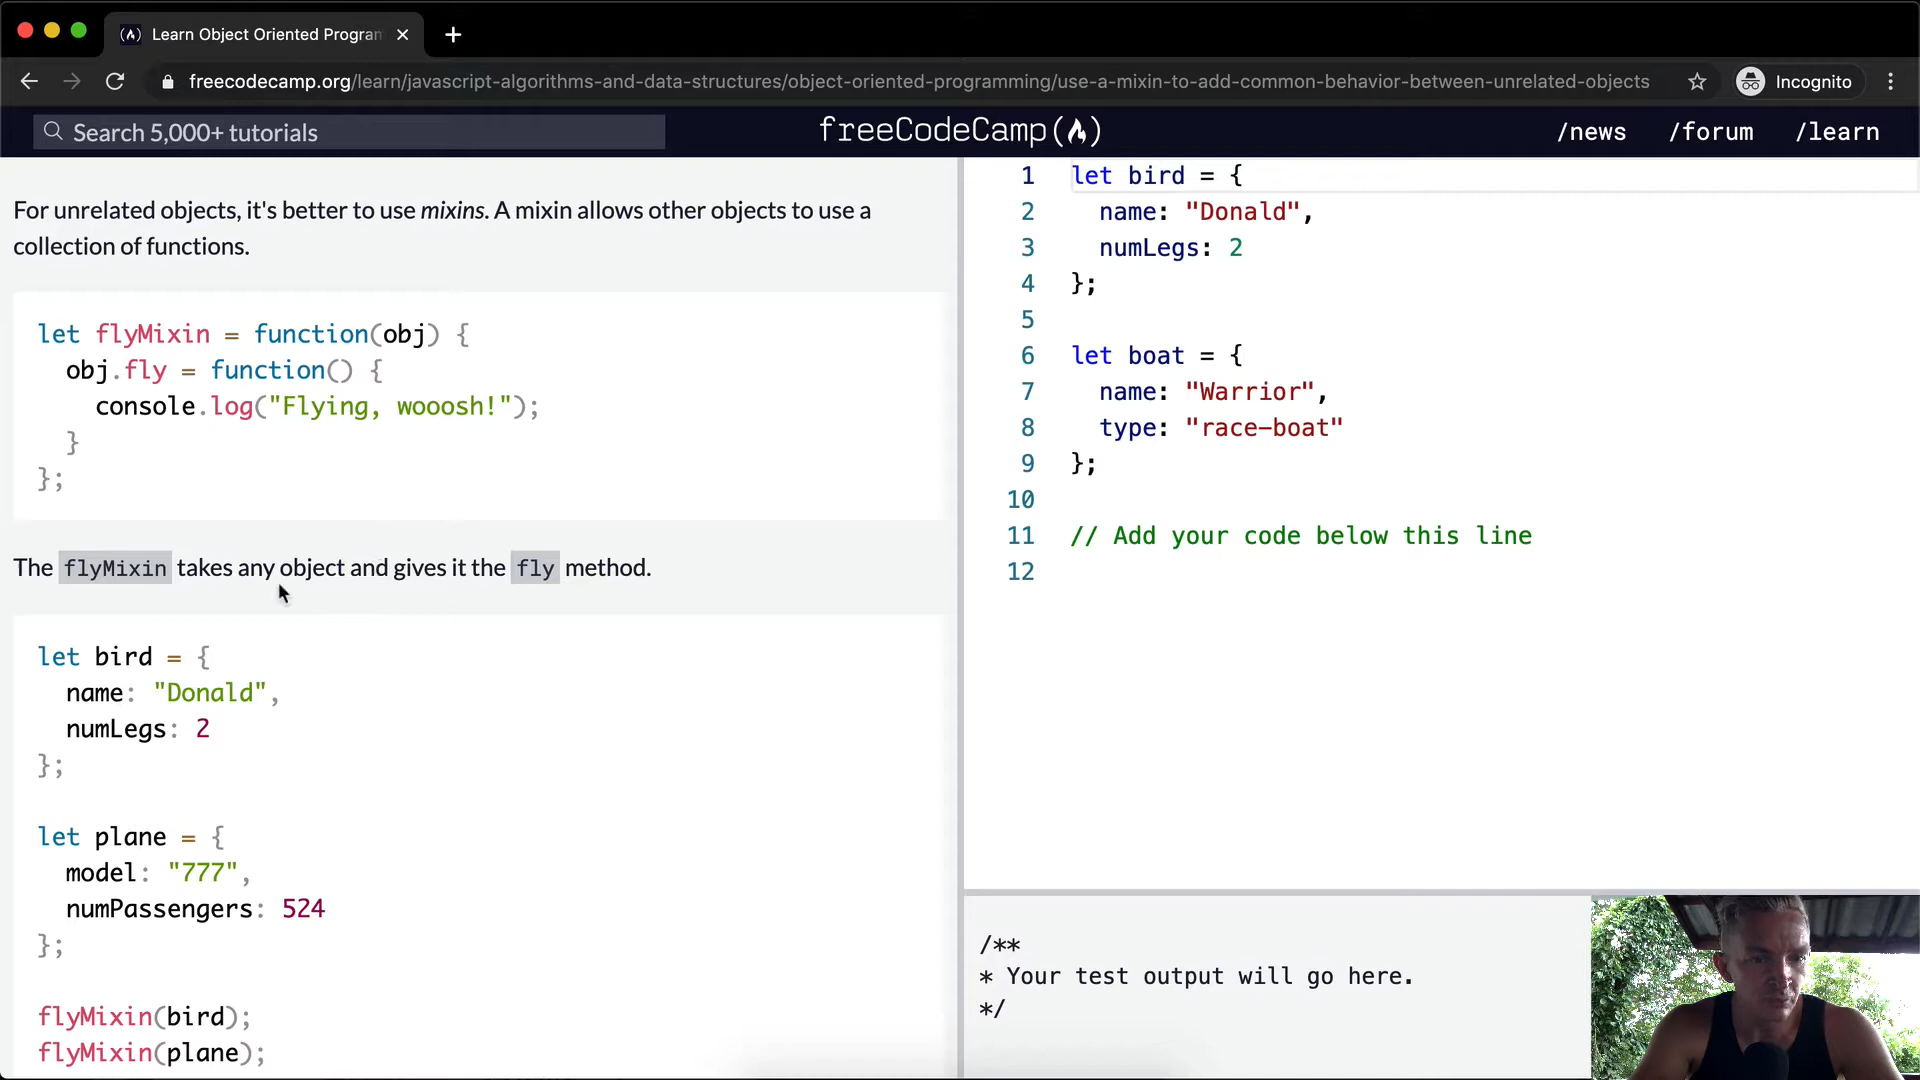 Learn Object Oriented Program
freecodecamp.org/learn/javascript-algorithms-and-data-structures/object-oriented-programming/use-a-mixin-to-add-common-behavior-between-unrelated-objects
Incognito
Search 5,000+ tutorials
freeCodeCamp
/news /forum /learn
For unrelated objects, it's better to use mixins. A mixin allows other objects to use a
collection of functions.
let flyMixin = function(obj) {
  obj.fly = function() {
    console.log("Flying, wooosh!");
  }
};
The flyMixin takes any object and gives it the fly method.
let bird = {
  name: "Donald",
  numLegs: 2
};
let plane = {
  model: "777",
  numPassengers: 524
};
flyMixin(bird);
flyMixin(plane);
1 let bird = {
2   name: "Donald",
3   numLegs: 2
4 };
5
6 let boat = {
7   name: "Warrior",
8   type: "race-boat"
9 };
10
11 // Add your code below this line
12
/**
* Your test output will go here.
*/